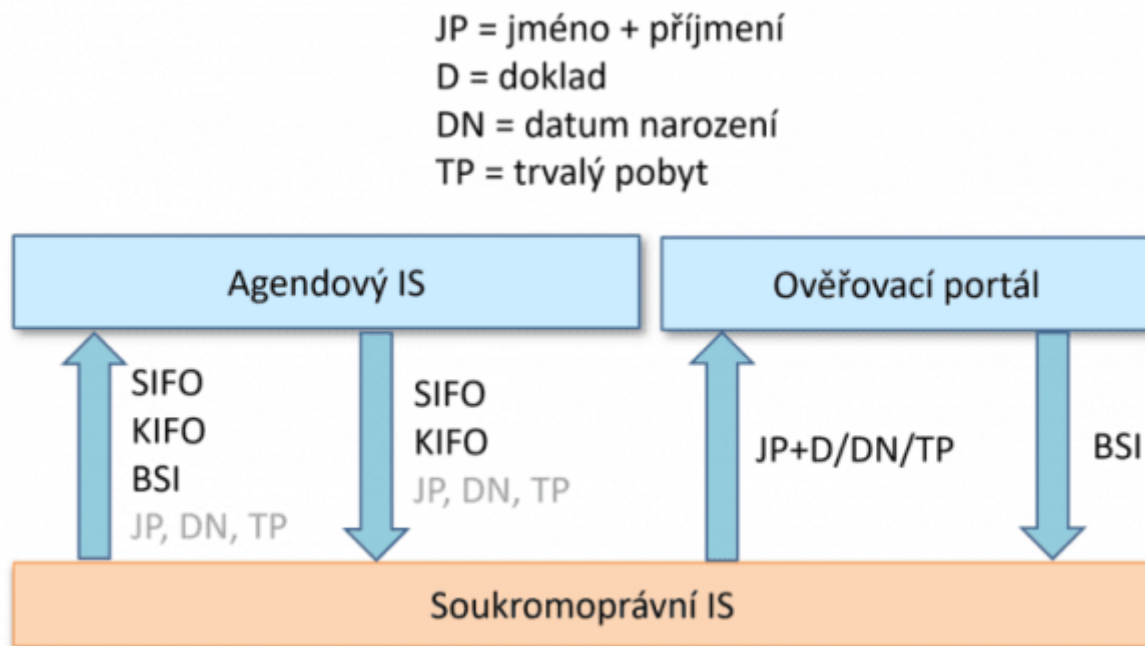 JP = jméno + příjmení
D = doklad
DN = datum narození
TP = trvalý pobyt
Agendový IS
Ověřovací portál
SIFO
KIFO
BSI
JP, DN, TP
SIFO
KIFO
JP, DN, TP
JP+D/DN/TP
BSI
Soukromoprávní IS